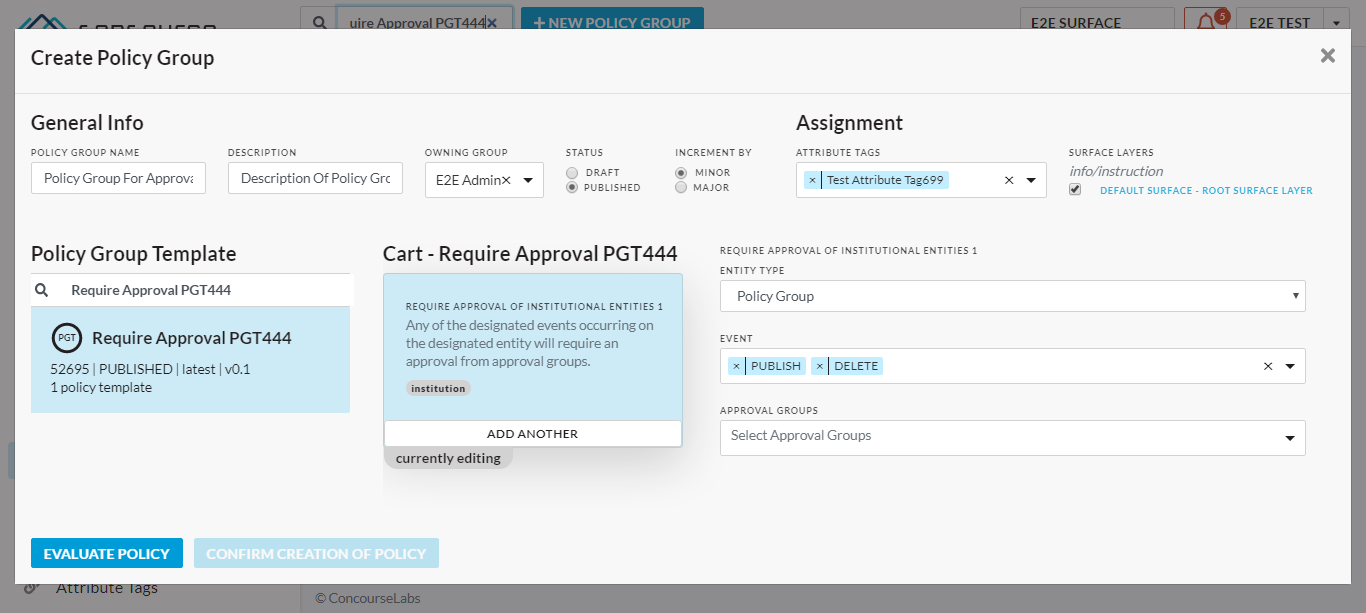 uire Approval PGT444
+ NEW POLICY GROUP
E2E SURFACE
5
E2E TEST
Create Policy Group
General Info
Assignment
POLICY GROUP NAME
DESCRIPTION
OWNING GROUP
STATUS
INCREMENT BY
ATTRIBUTE TAGS
SURFACE LAYERS
Policy Group For Approva
Description Of Policy Gro
E2E Admin×
DRAFT
PUBLISHED
MINOR
MAJOR
× Test Attribute Tag699
info/instruction
DEFAULT SURFACE - ROOT SURFACE LAYER
Policy Group Template
Require Approval PGT444
PGT Require Approval PGT444
52695 | PUBLISHED | latest | v0.1
1 policy template
Cart - Require Approval PGT444
REQUIRE APPROVAL OF INSTITUTIONAL ENTITIES 1
Any of the designated events occurring on
the designated entity will require an
approval from approval groups.
institution
ADD ANOTHER
currently editing
REQUIRE APPROVAL OF INSTITUTIONAL ENTITIES 1
ENTITY TYPE
Policy Group
EVENT
× PUBLISH × DELETE
APPROVAL GROUPS
Select Approval Groups
EVALUATE POLICY
CONFIRM CREATION OF POLICY
Attribute Tags
© ConcourseLabs